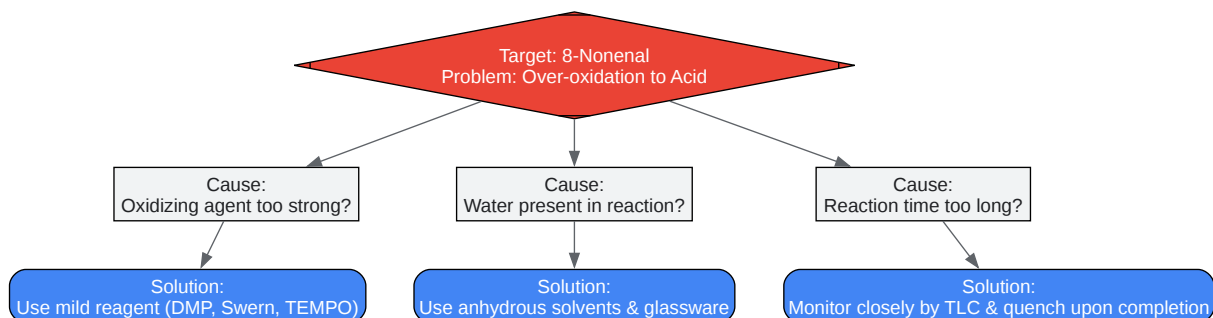 Target: 8-Nonenal
Problem: Over-oxidation to Acid
Cause:
Oxidizing agent too strong?
Cause:
Water present in reaction?
Cause:
Reaction time too long?
Solution:
Use mild reagent (DMP, Swern, TEMPO)
Solution:
Use anhydrous solvents & glassware
Solution:
Monitor closely by TLC & quench upon completion